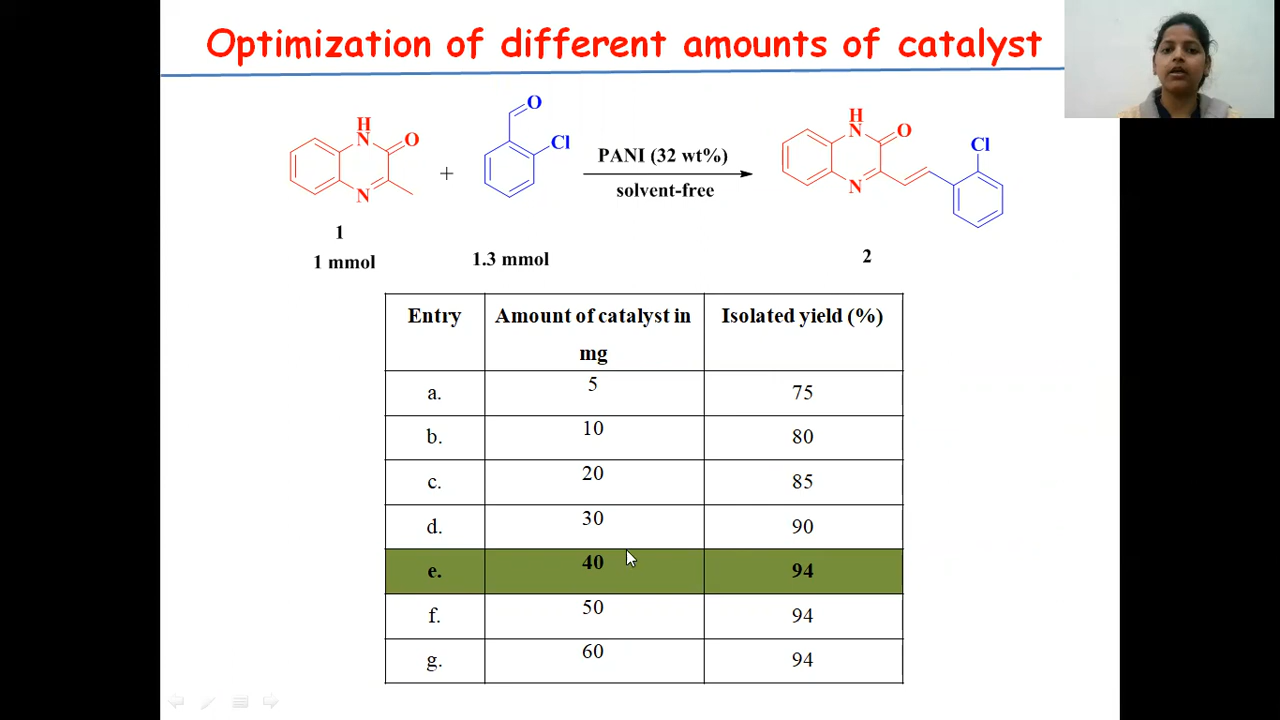 Optimization of different amounts of catalyst
H
N
O
N
+
O
Cl
PANI (32 wt%)
solvent-free
H
N
O
N
Cl
1
1 mmol
1.3 mmol
2
Entry Amount of catalyst in mg Isolated yield (%)
a. 5 75
b. 10 80
c. 20 85
d. 30 90
e. 40 94
f. 50 94
g. 60 94